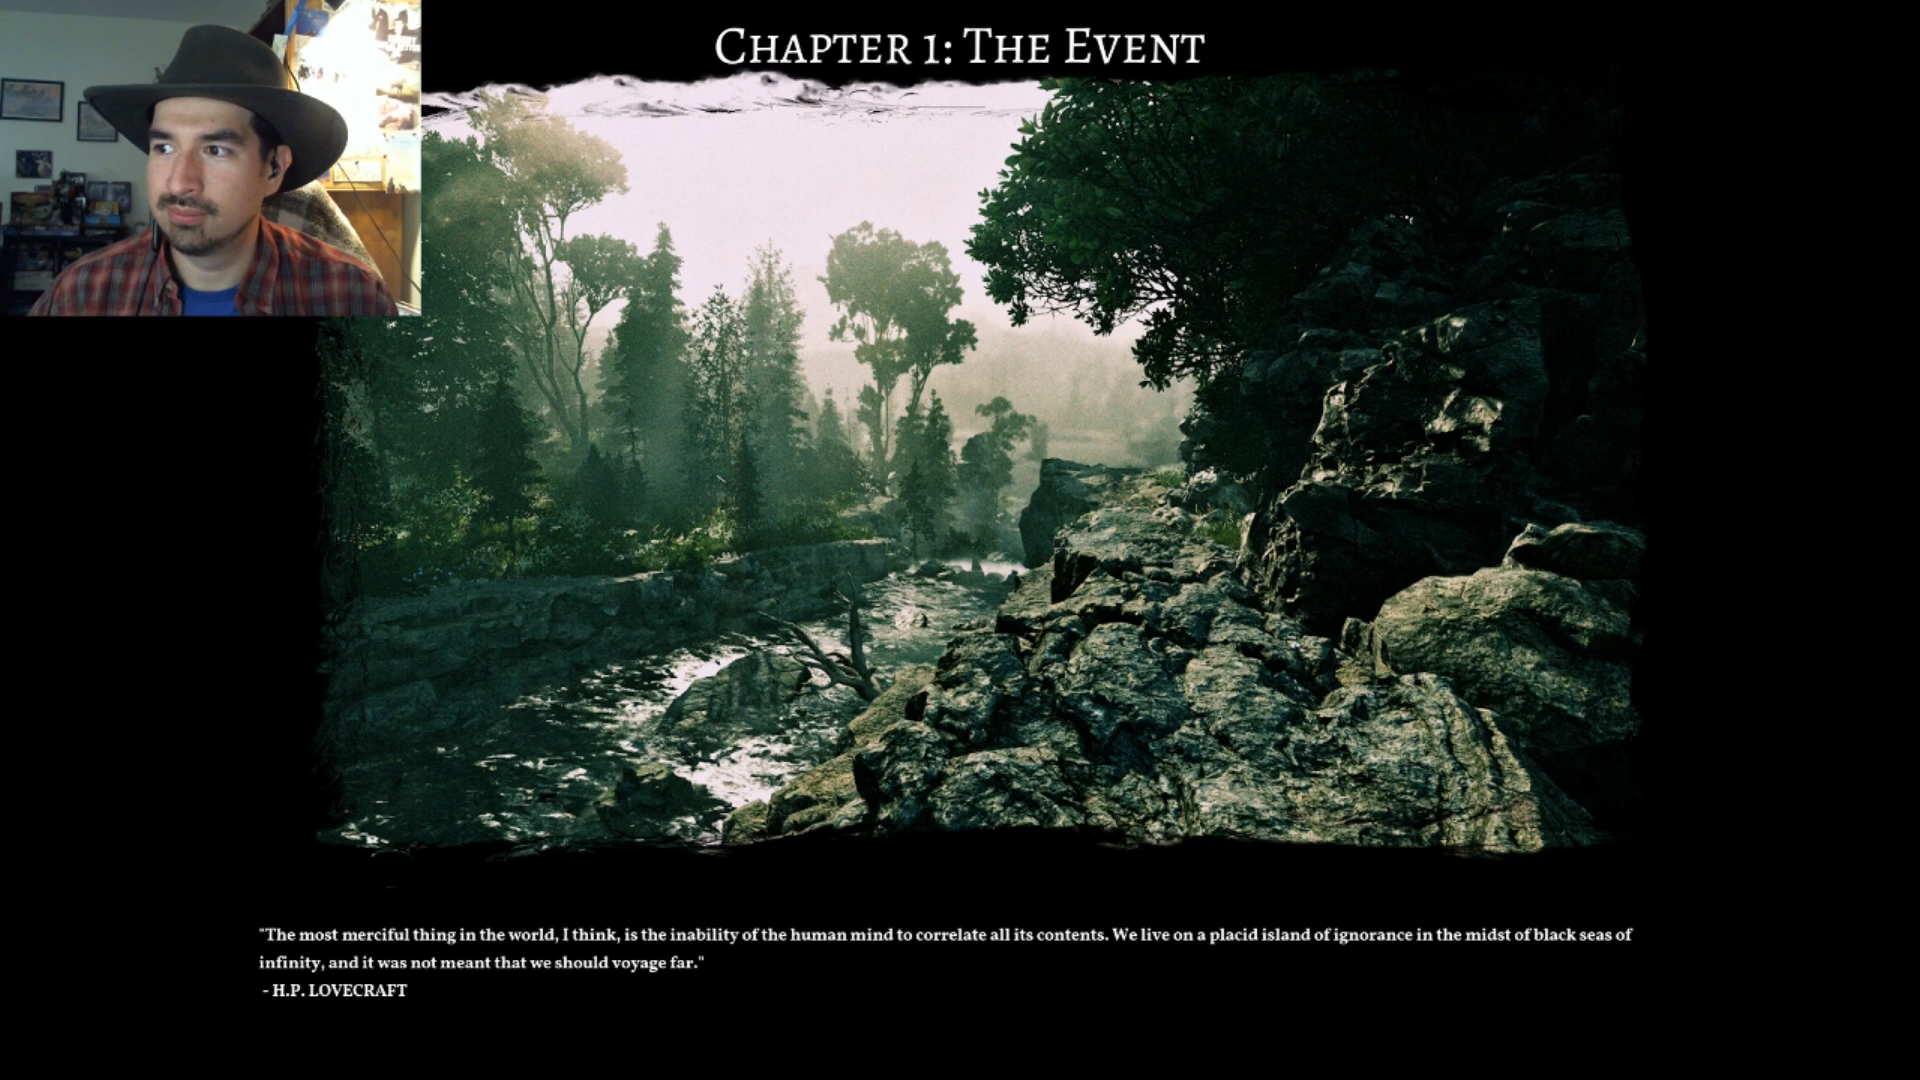 CHAPTER 1: THE EVENT
"The most merciful thing in the world, I think, is the inability of the human mind to correlate all its contents. We live on a placid island of ignorance in the midst of black seas of
infinity, and it was not meant that we should voyage far."
- H.P. LOVECRAFT